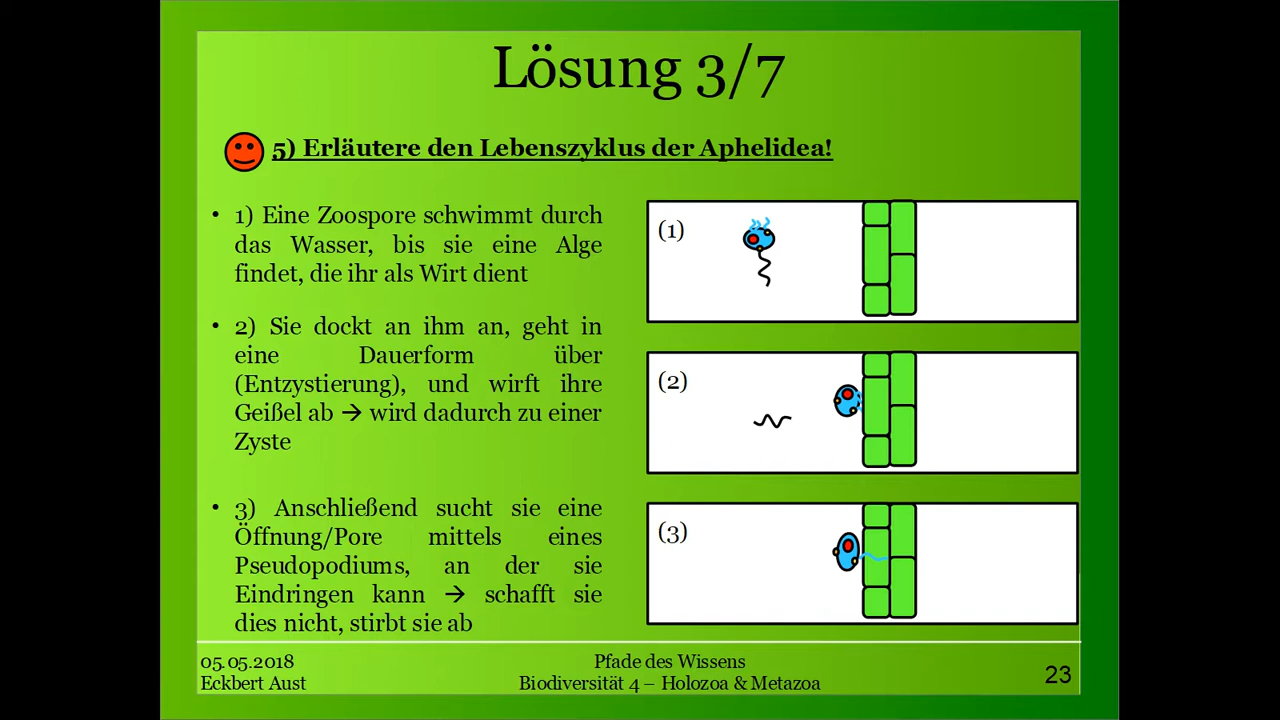 Lösung 3/7
5) Erläutere den Lebenszyklus der Aphelidea!
• 1) Eine Zoospore schwimmt durch
das Wasser, bis sie eine Alge
findet, die ihr als Wirt dient
• 2) Sie dockt an ihm an, geht in
eine Dauerform über
(Entzystierung), und wirft ihre
Geißel ab → wird dadurch zu einer
Zyste
• 3) Anschließend sucht sie eine
Öffnung/Pore mittels eines
Pseudopodiums, an der sie
Eindringen kann → schafft sie
dies nicht, stirbt sie ab
(1)
(2)
(3)
05.05.2018
Eckbert Aust
Pfade des Wissens
Biodiversität 4 – Holozoa & Metazoa
23